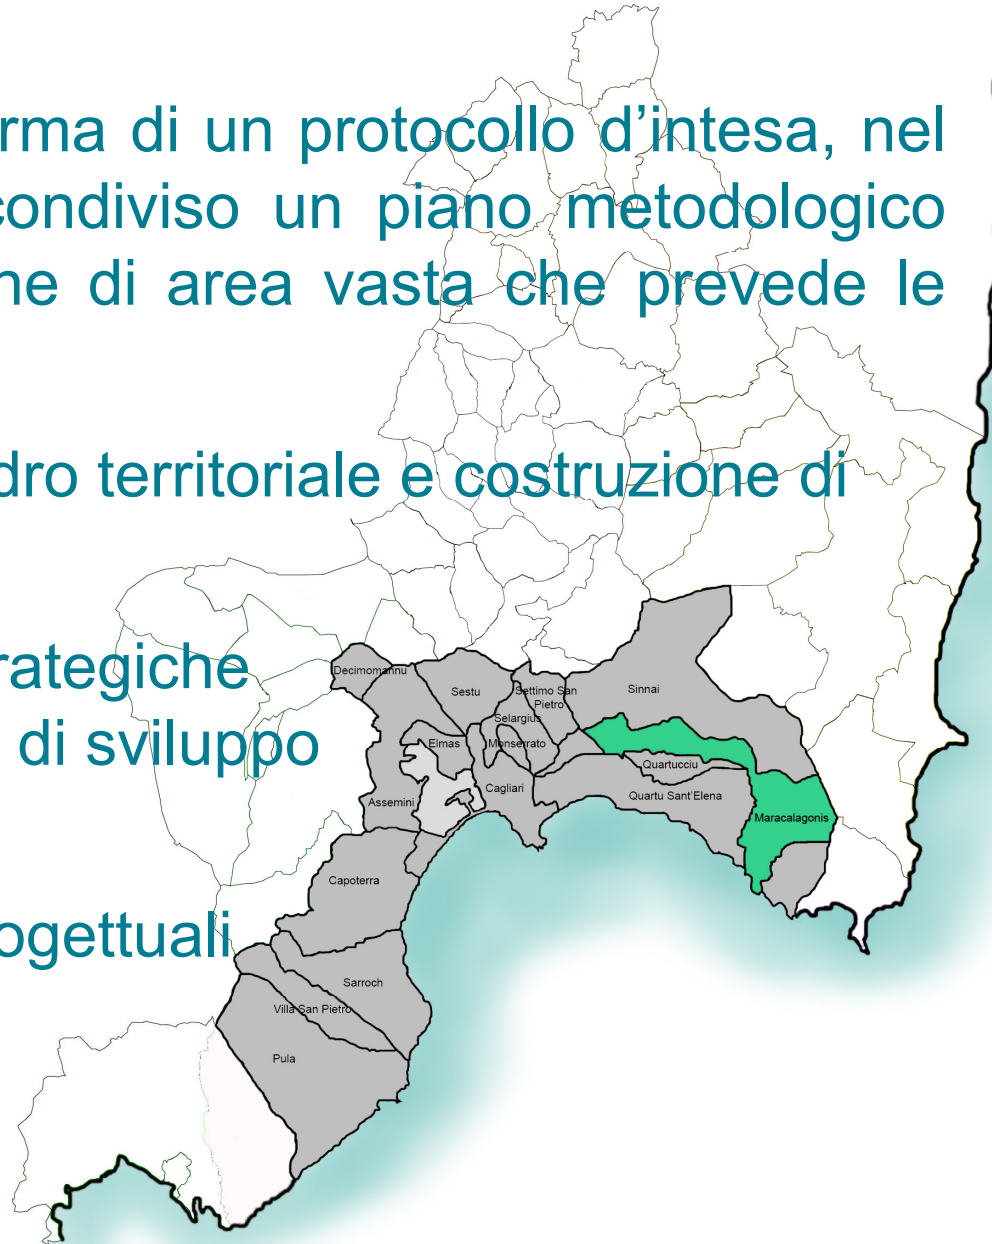 rma di un protocollo d'intesa, nel
condiviso un piano metodologico
ne di area vasta che prevede le
dro territoriale e costruzione di
rategiche
di sviluppo
ogettuali
Decimomannu
Sestu
Settimo San
Pietro
Sinnai
Selargius
Elmas
Monserrato
Quartucciu
Assemini
Cagliari
Quartu Sant'Elena
Maracalagonis
Capoterra
Sarroch
Villa San Pietro
Pula